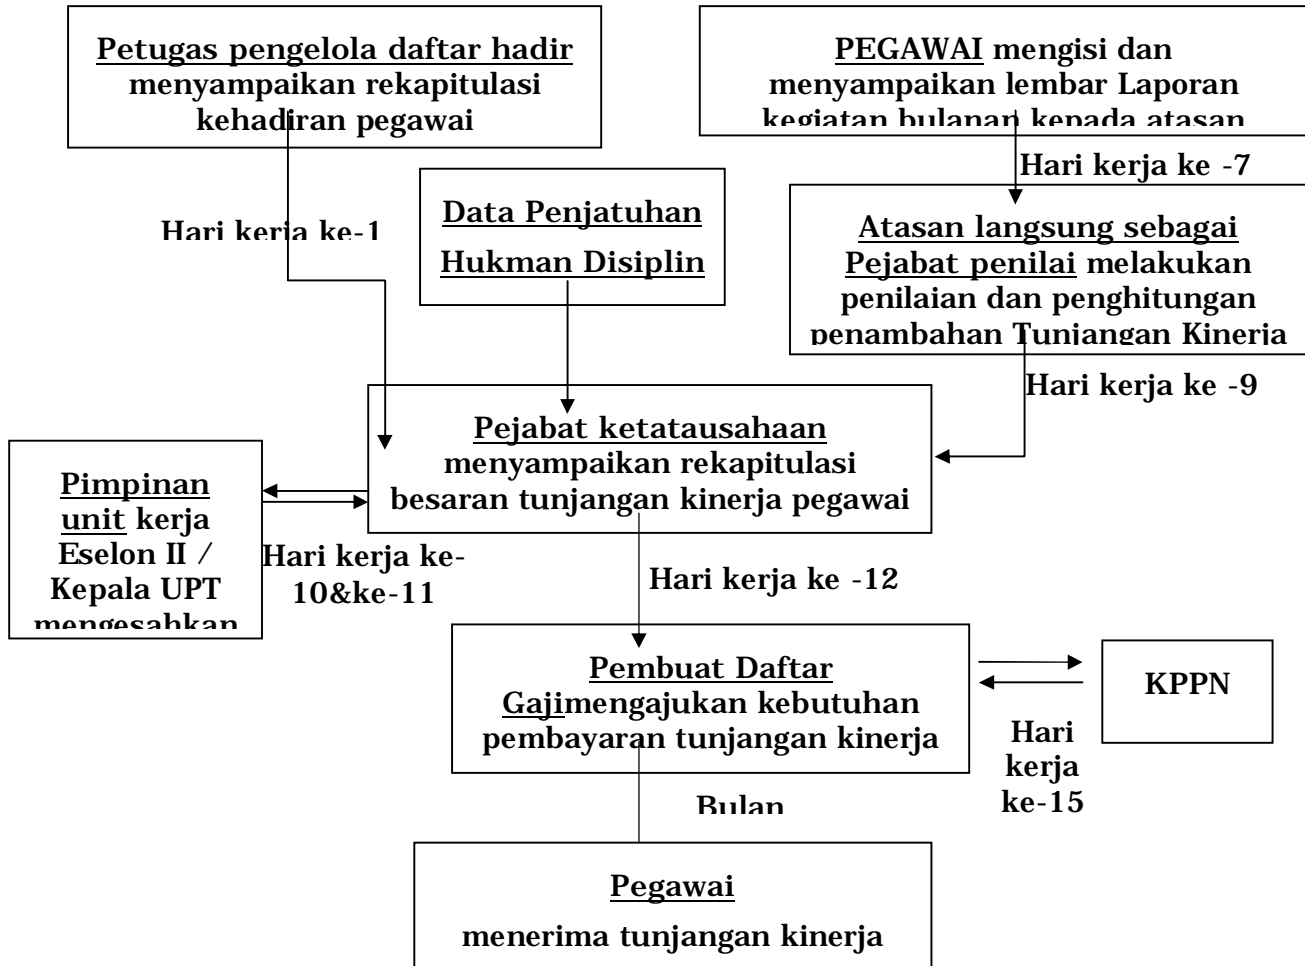 Petugas pengelola daftar hadir
menyampaikan rekapitulasi
kehadiran pegawai
PEGAWAI mengisi dan
menyampaikan lembar Laporan
kegiatan bulanan kepada atasan
Hari kerja ke -7
Hari kerja ke-1
Data Penjatuhan
Hukman Disiplin
Atasan langsung sebagai
Pejabat penilai melakukan
penilaian dan penghitungan
penambahan Tunjangan Kinerja
Hari kerja ke -9
Pejabat ketatausahaan
menyampaikan rekapitulasi
besaran tunjangan kinerja pegawai
Pimpinan
unit kerja
Eselon II /
Kepala UPT
mengesahkan
Hari kerja ke-
10&ke-11
Hari kerja ke -12
Pembuat Daftar
Gajimengajukan kebutuhan
pembayaran tunjangan kinerja
KPPN
Hari
kerja
ke-15
Bulan
Pegawai
menerima tunjangan kinerja